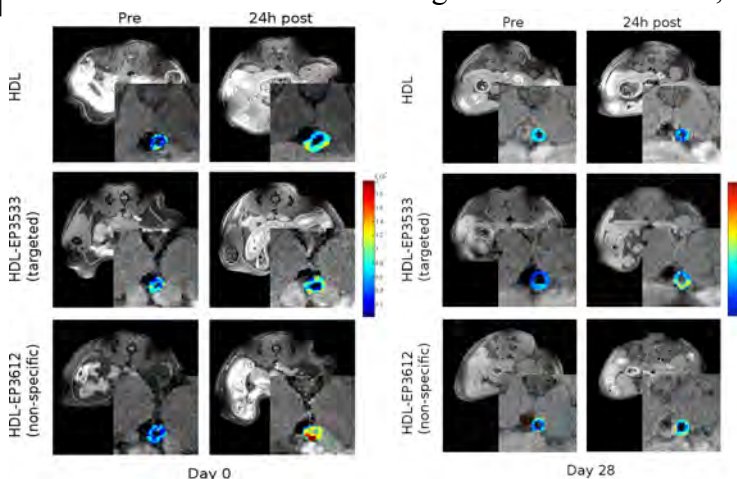 Pre 24h post
HDL
HDL-EP3533
(targeted)
HDL-EP3612
(non-specific)
Day 0
Pre 24h post
HDL
HDL-EP3533
(targeted)
HDL-EP3612
(non-specific)
Day 28